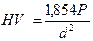 HV = 1,854P / d²